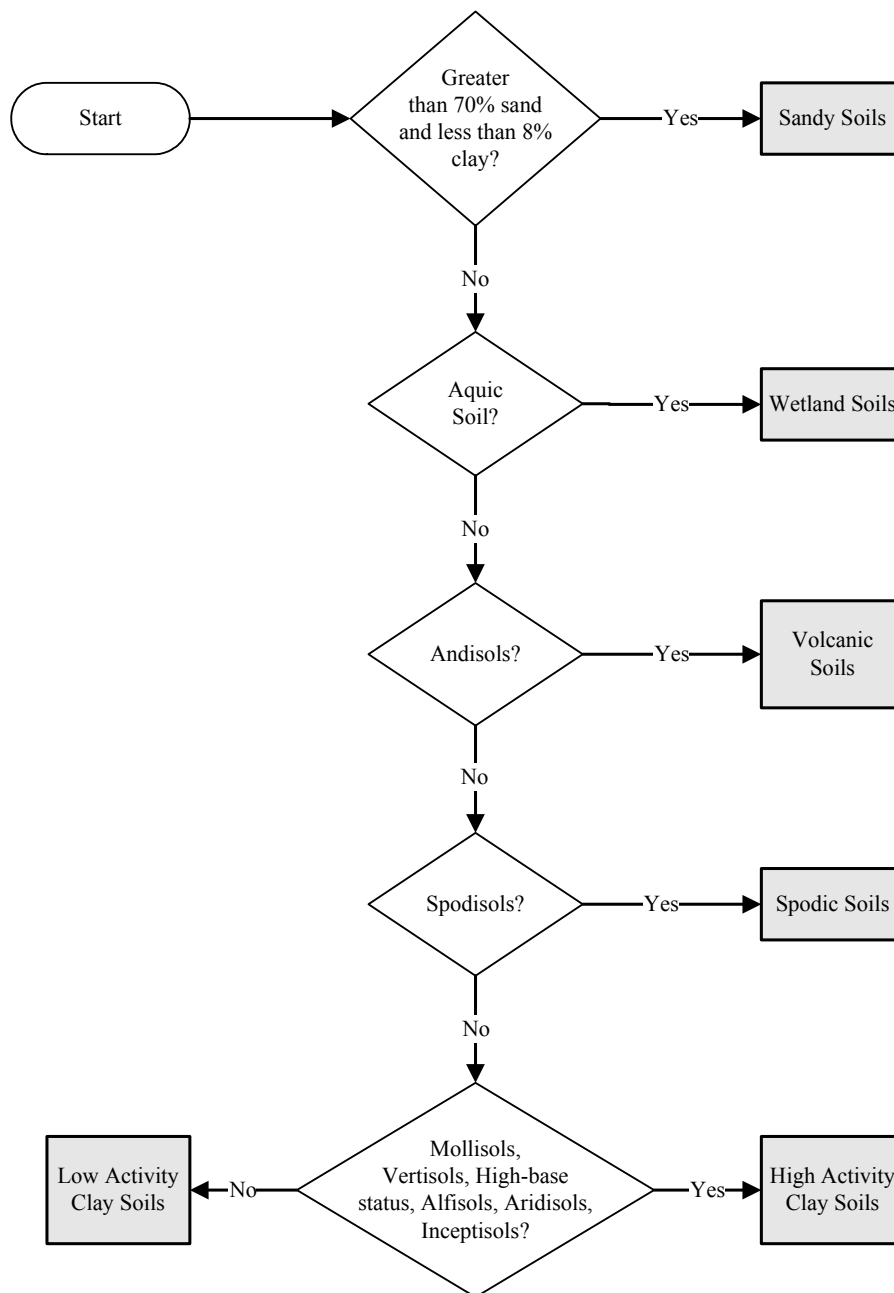 Start
Greater
than 70% sand
and less than 8%
clay?
Yes
Sandy Soils
No
Aquic
Soil?
Yes
Wetland Soils
No
Andisols?
Yes
Volcanic
Soils
No
Spodisols?
Yes
Spodic Soils
No
Mollisols,
Vertisols, High-base
status, Alfisols, Aridisols,
Inceptisols?
No
Low Activity
Clay Soils
Yes
High Activity
Clay Soils